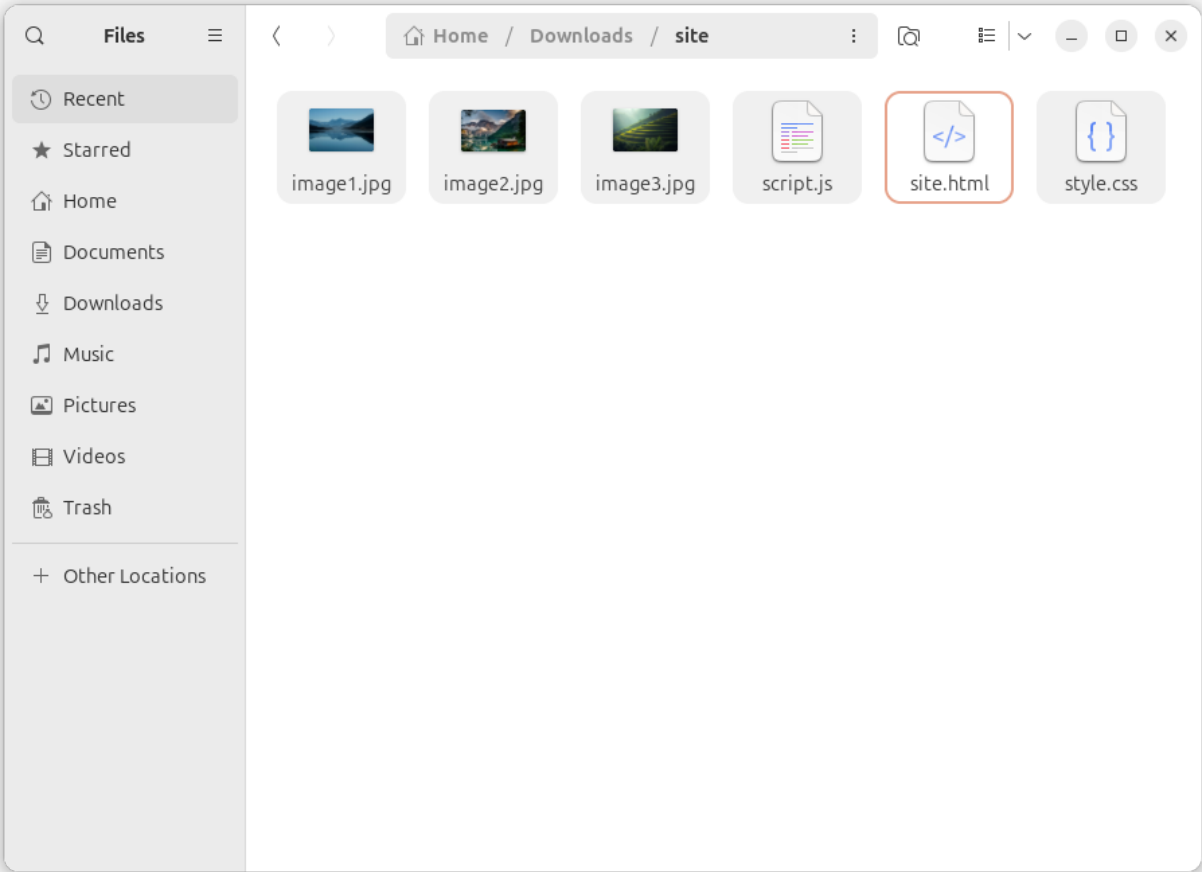 Files
Home / Downloads / site
Recent
Starred
Home
Documents
Downloads
Music
Pictures
Videos
Trash
Other Locations
image1.jpg
image2.jpg
image3.jpg
script.js
site.html
style.css